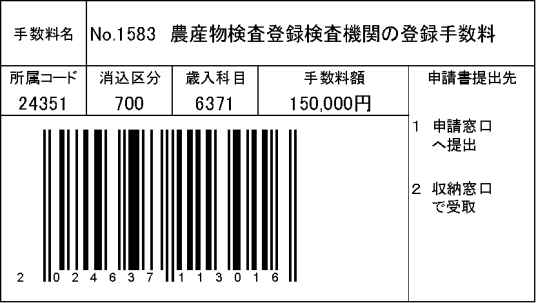 手数料名 No.1583 農産物検査登録検査機関の登録手数料
所属コード 消込区分 歳入科目 手数料額 申請書提出先
24351 700 6371 150,000円
1 申請窓口
へ提出
2 収納窓口
で受取
2 024637 113016